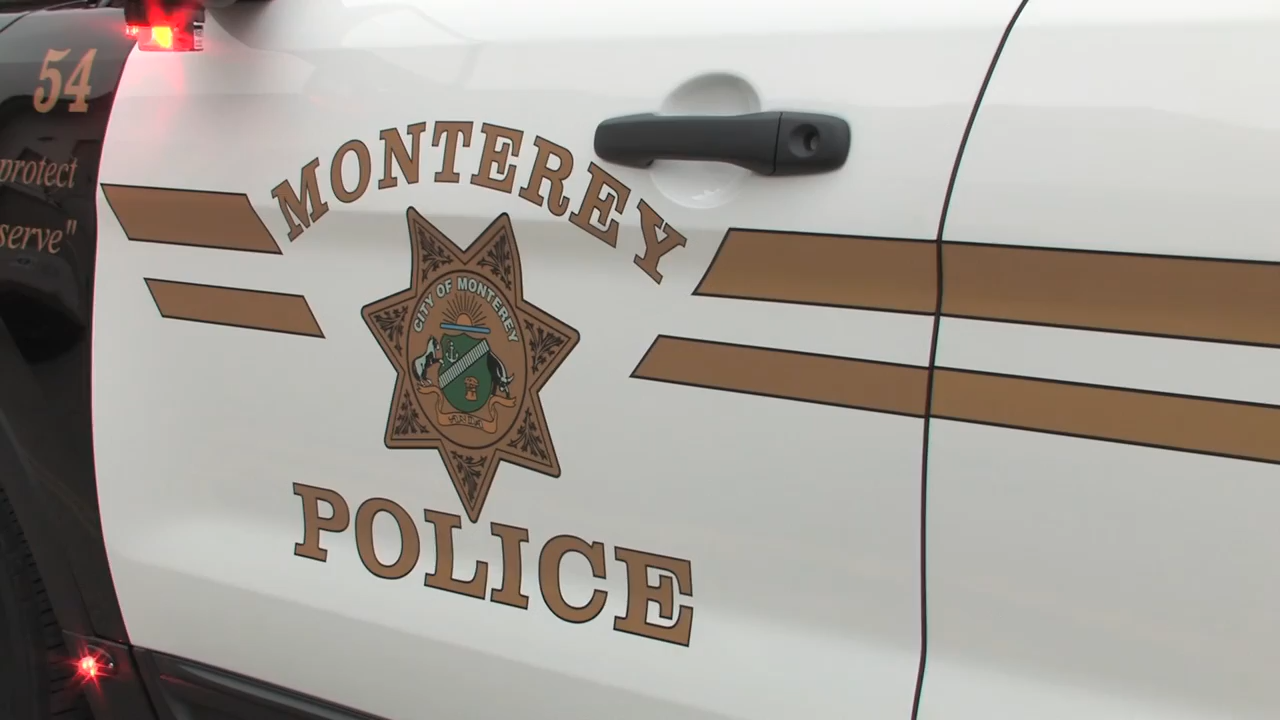 54
protect
serve"
MONTEREY
CITY OF MONTEREY
POLICE